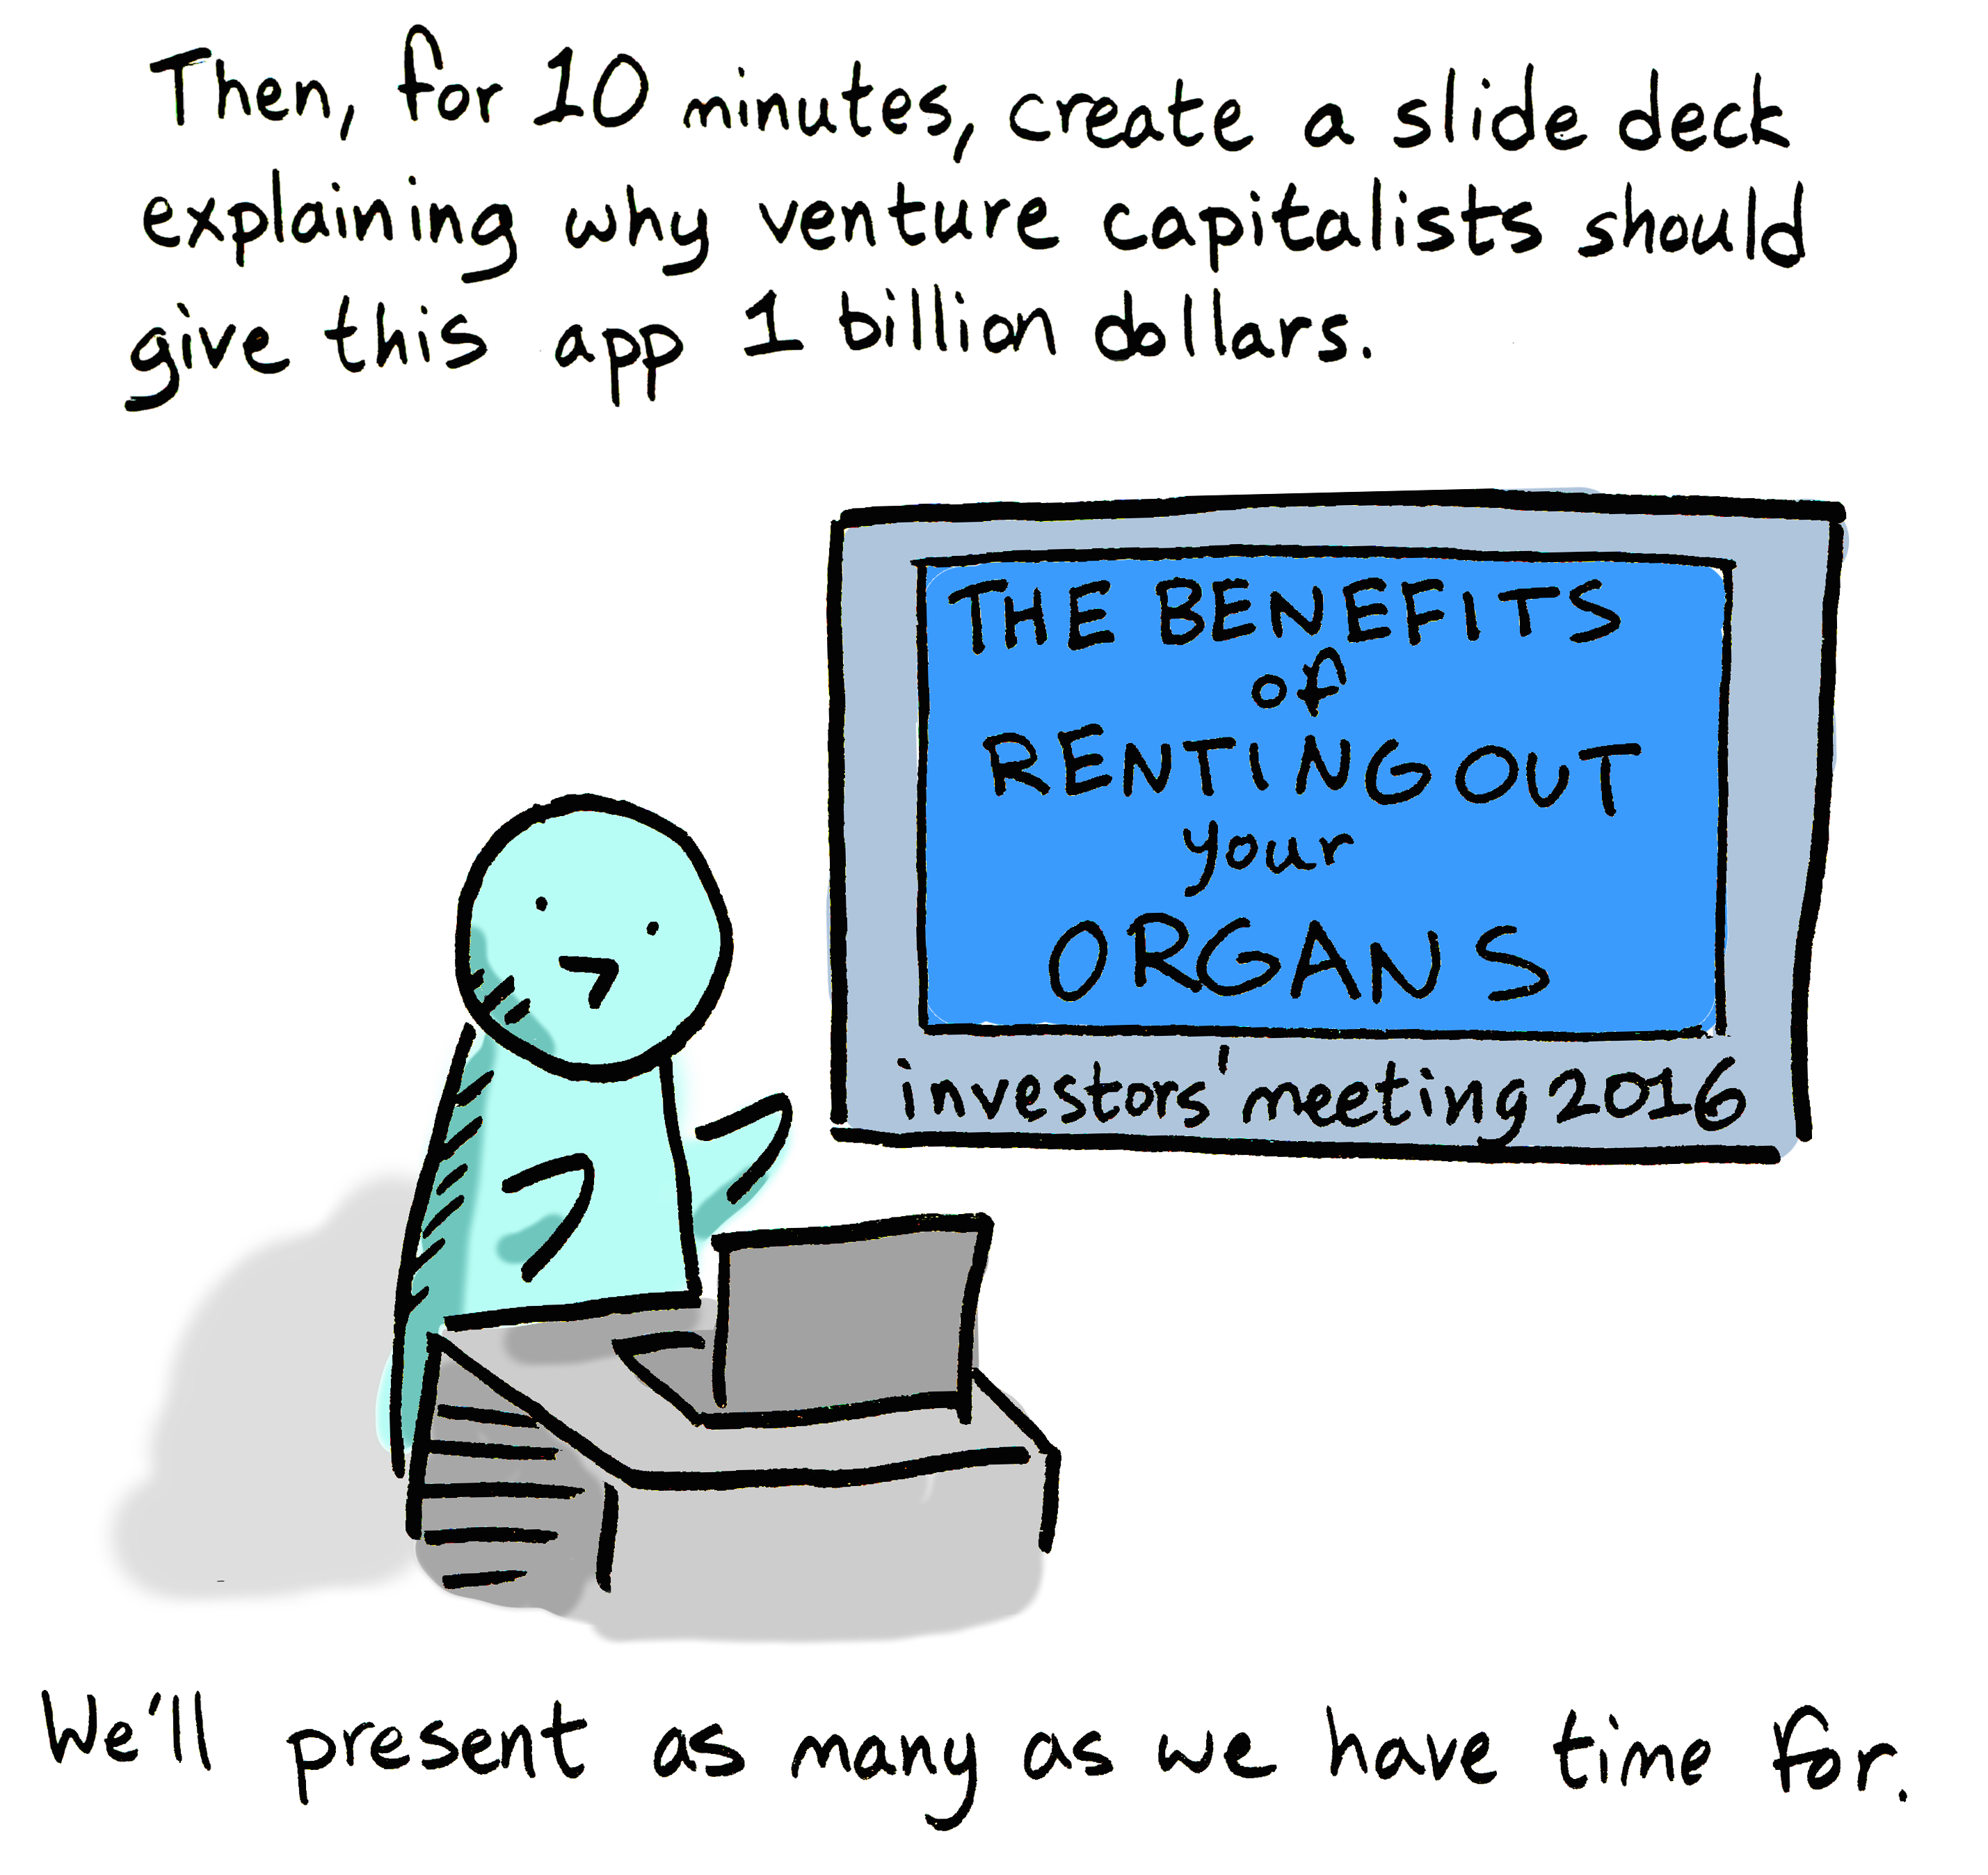 Then, for 10 minutes, create a slide deck
explaining why venture capitalists should
give this app 1 billion dollars.
THE BENEFITS
of
RENTING OUT
your
ORGANS
investors' meeting 2016
We'll present as many as we have time for.